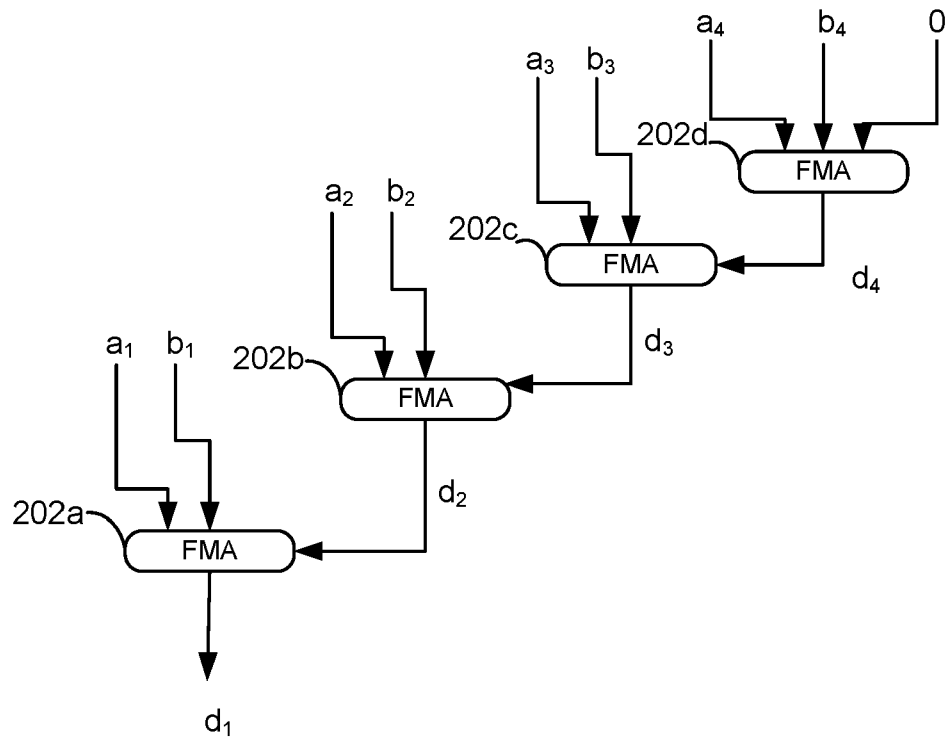 a₄ b₄ 0
a₃ b₃
202d FMA
a₂ b₂
202c FMA
d₄
a₁ b₁
d₃
202b FMA
d₂
202a FMA
d₁